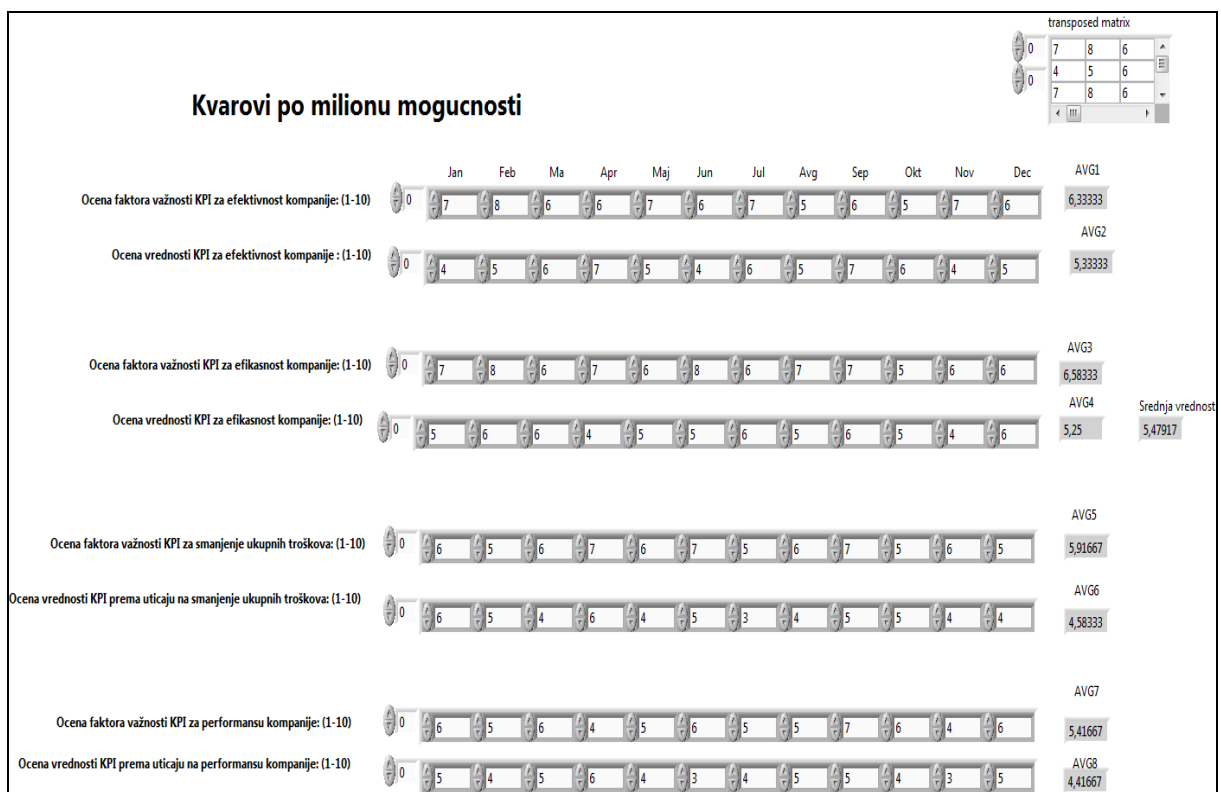 transposed matrix
0 7 8 6
0 4 5 6
7 8 6
Kvarovi po milionu mogucnosti
Jan Feb Ma Apr Maj Jun Jul Avg Sep Okt Nov Dec AVG1
Ocena faktora važnosti KPI za efektivnost kompanije: (1-10) 0 7 8 6 6 7 6 7 5 6 5 7 6 6,33333
AVG2
Ocena vrednosti KPI za efektivnost kompanije : (1-10) 0 4 5 6 7 5 4 6 5 7 6 4 5 5,33333
AVG3
Ocena faktora važnosti KPI za efikasnost kompanije: (1-10) 0 7 8 6 7 6 8 6 7 7 5 6 6 6,58333
AVG4 Srednja vrednost
Ocena vrednosti KPI za efikasnost kompanije: (1-10) 0 5 6 6 4 5 5 6 5 6 5 4 6 5,25 5,47917
AVG5
Ocena faktora važnosti KPI za smanjenje ukupnih troškova: (1-10) 0 6 5 6 7 6 7 5 6 7 5 6 5 5,91667
AVG6
Ocena vrednosti KPI prema uticaju na smanjenje ukupnih troškova: (1-10) 0 6 5 4 6 4 5 3 4 5 5 4 4 4,58333
AVG7
Ocena faktora važnosti KPI za performansu kompanije: (1-10) 0 6 5 6 4 5 6 5 5 7 6 4 6 5,41667
AVG8
Ocena vrednosti KPI prema uticaju na performansu kompanije: (1-10) 0 5 4 5 6 4 3 4 5 5 4 3 5 4,41667